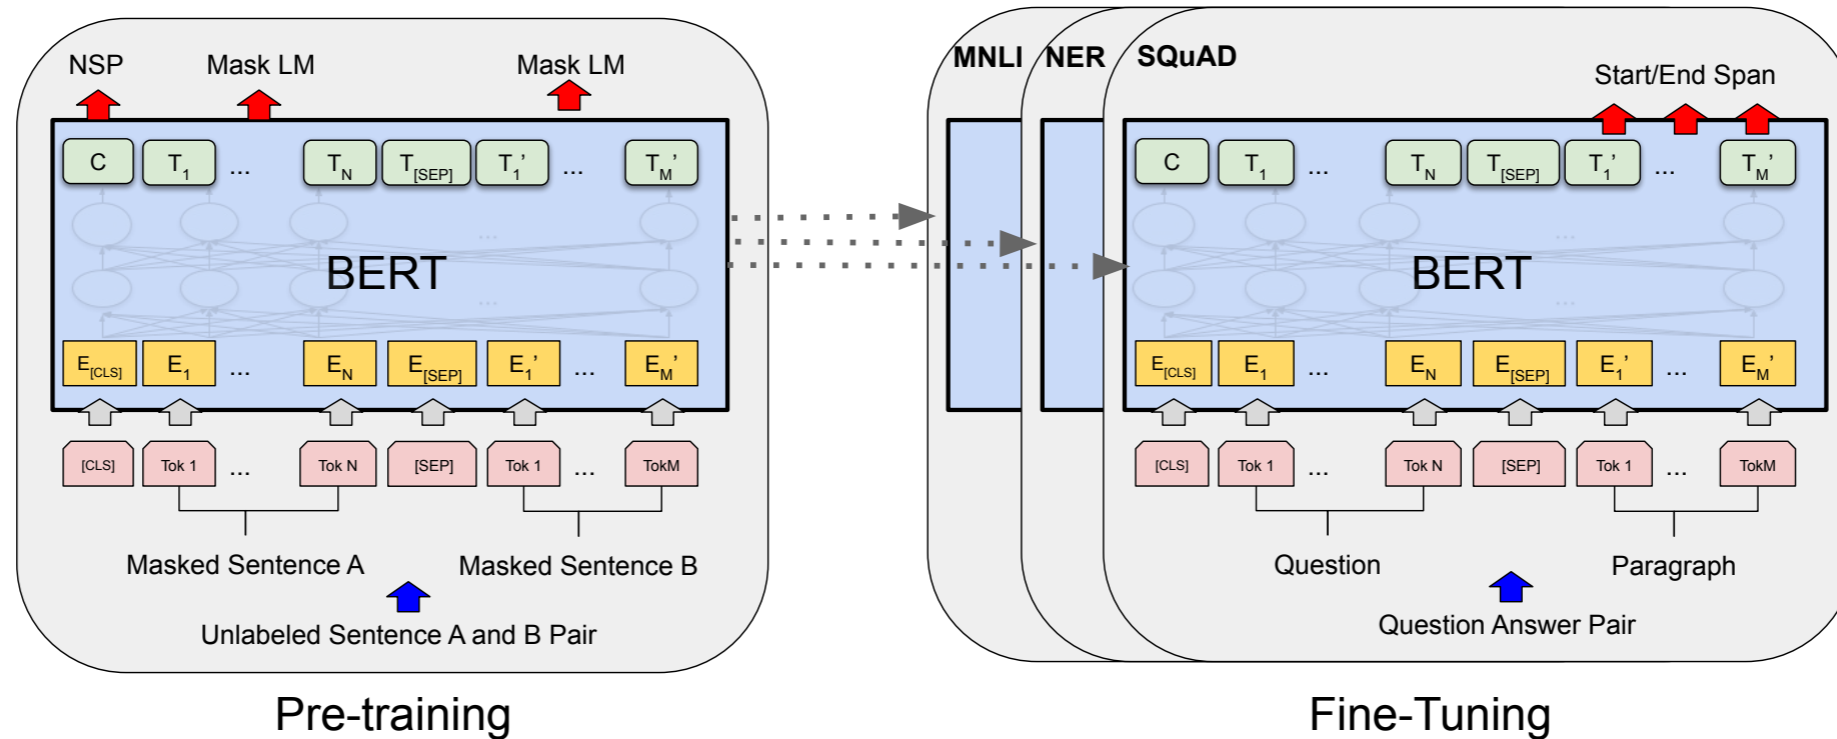 NSP Mask LM Mask LM
C T1 ... TN T[SEP] T1' ... TM'
...
BERT
...
E[CLS] E1 ... EN E[SEP] E1' ... EM'
[CLS] Tok 1 ... Tok N [SEP] Tok 1 ... TokM
Masked Sentence A Masked Sentence B
Unlabeled Sentence A and B Pair
Pre-training
MNLI NER SQuAD
Start/End Span
C T1 ... TN T[SEP] T1' ... TM'
...
BERT
...
E[CLS] E1 ... EN E[SEP] E1' ... EM'
[CLS] Tok 1 ... Tok N [SEP] Tok 1 ... TokM
Question Paragraph
Question Answer Pair
Fine-Tuning